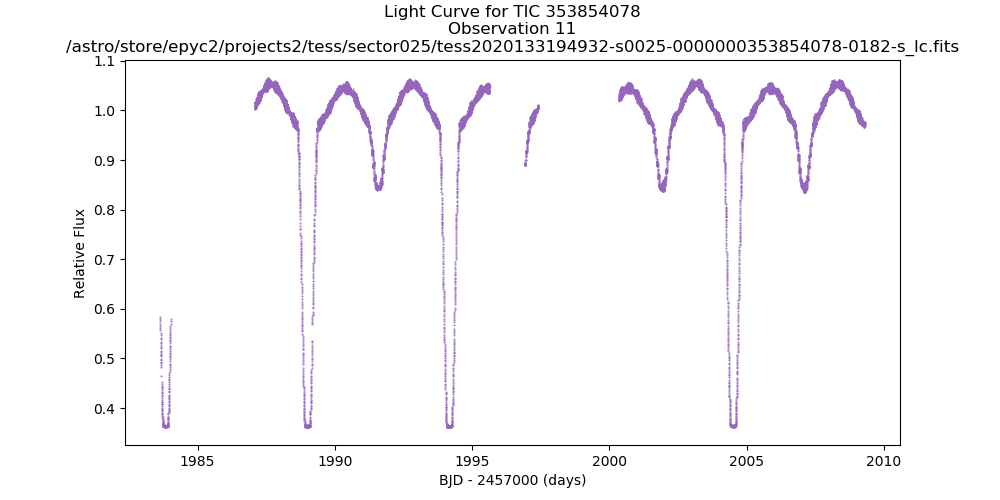 Light Curve for TIC 353854078
Observation 11
/astro/store/epyc2/projects2/tess/sector025/tess2020133194932-s0025-0000000353854078-0182-s_lc.fits
1.1
1.0
0.9
0.8
0.7
0.6
0.5
0.4
Relative Flux
1985
1990
1995
2000
2005
2010
BJD - 2457000 (days)